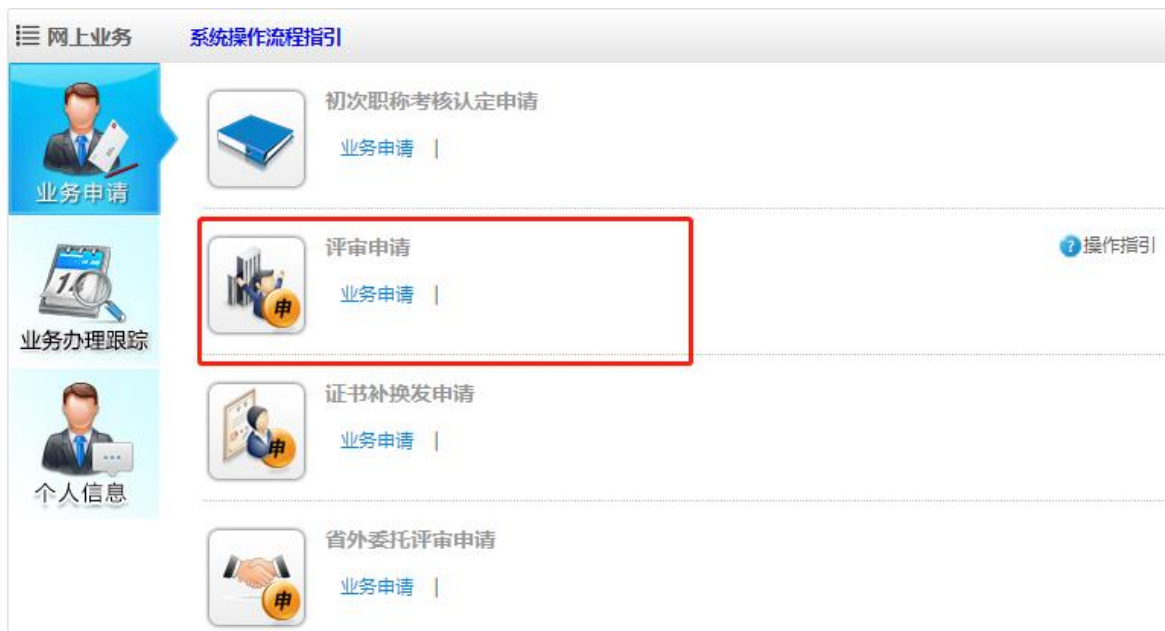 网上业务 系统操作流程指引
业务申请
业务办理跟踪
个人信息
初次职称考核认定申请
业务申请 |
评审申请
操作指引
业务申请 |
申
证书补换发申请
业务申请 |
申
省外委托评审申请
业务申请 |
申